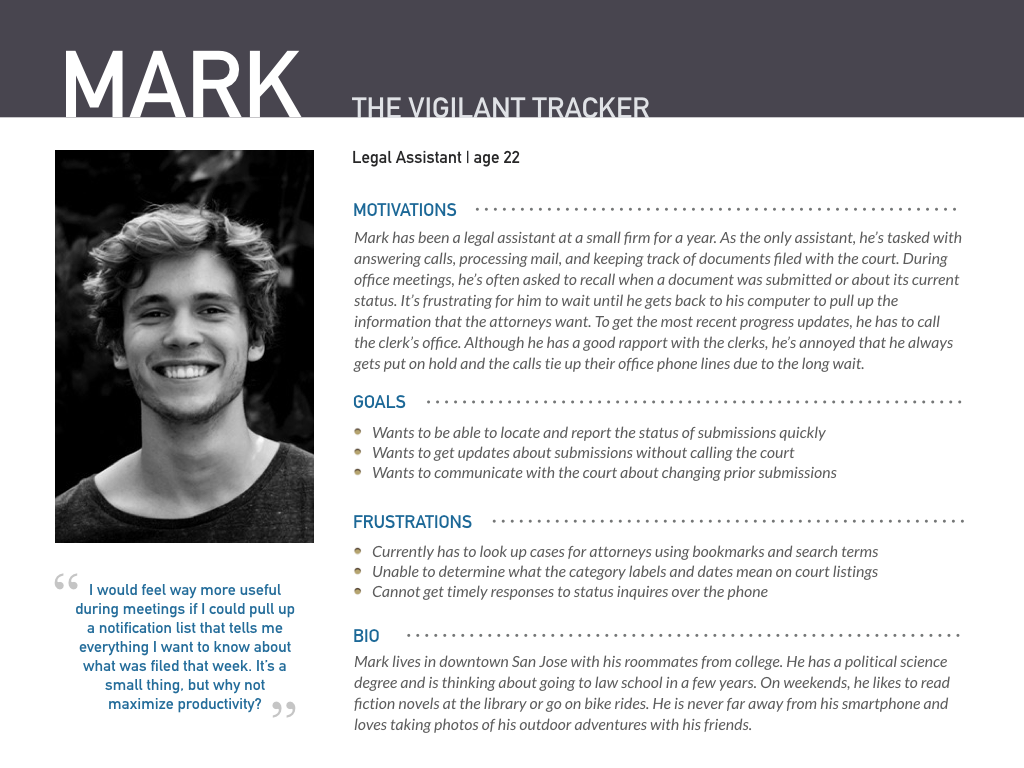 MARK
THE VIGILANT TRACKER
Legal Assistant | age 22
MOTIVATIONS
Mark has been a legal assistant at a small firm for a year. As the only assistant, he's tasked with
answering calls, processing mail, and keeping track of documents filed with the court. During
office meetings, he's often asked to recall when a document was submitted or about its current
status. It's frustrating for him to wait until he gets back to his computer to pull up the
information that the attorneys want. To get the most recent progress updates, he has to call
the clerk's office. Although he has a good rapport with the clerks, he's annoyed that he always
gets put on hold and the calls tie up their office phone lines due to the long wait.
GOALS
Wants to be able to locate and report the status of submissions quickly
Wants to get updates about submissions without calling the court
Wants to communicate with the court about changing prior submissions
FRUSTRATIONS
Currently has to look up cases for attorneys using bookmarks and search terms
Unable to determine what the category labels and dates mean on court listings
Cannot get timely responses to status inquires over the phone
BIO
Mark lives in downtown San Jose with his roommates from college. He has a political science
degree and is thinking about going to law school in a few years. On weekends, he likes to read
fiction novels at the library or go on bike rides. He is never far away from his smartphone and
loves taking photos of his outdoor adventures with his friends.
“ I would feel way more useful
during meetings if I could pull up
a notification list that tells me
everything I want to know about
what was filed that week. It's a
small thing, but why not
maximize productivity? ”